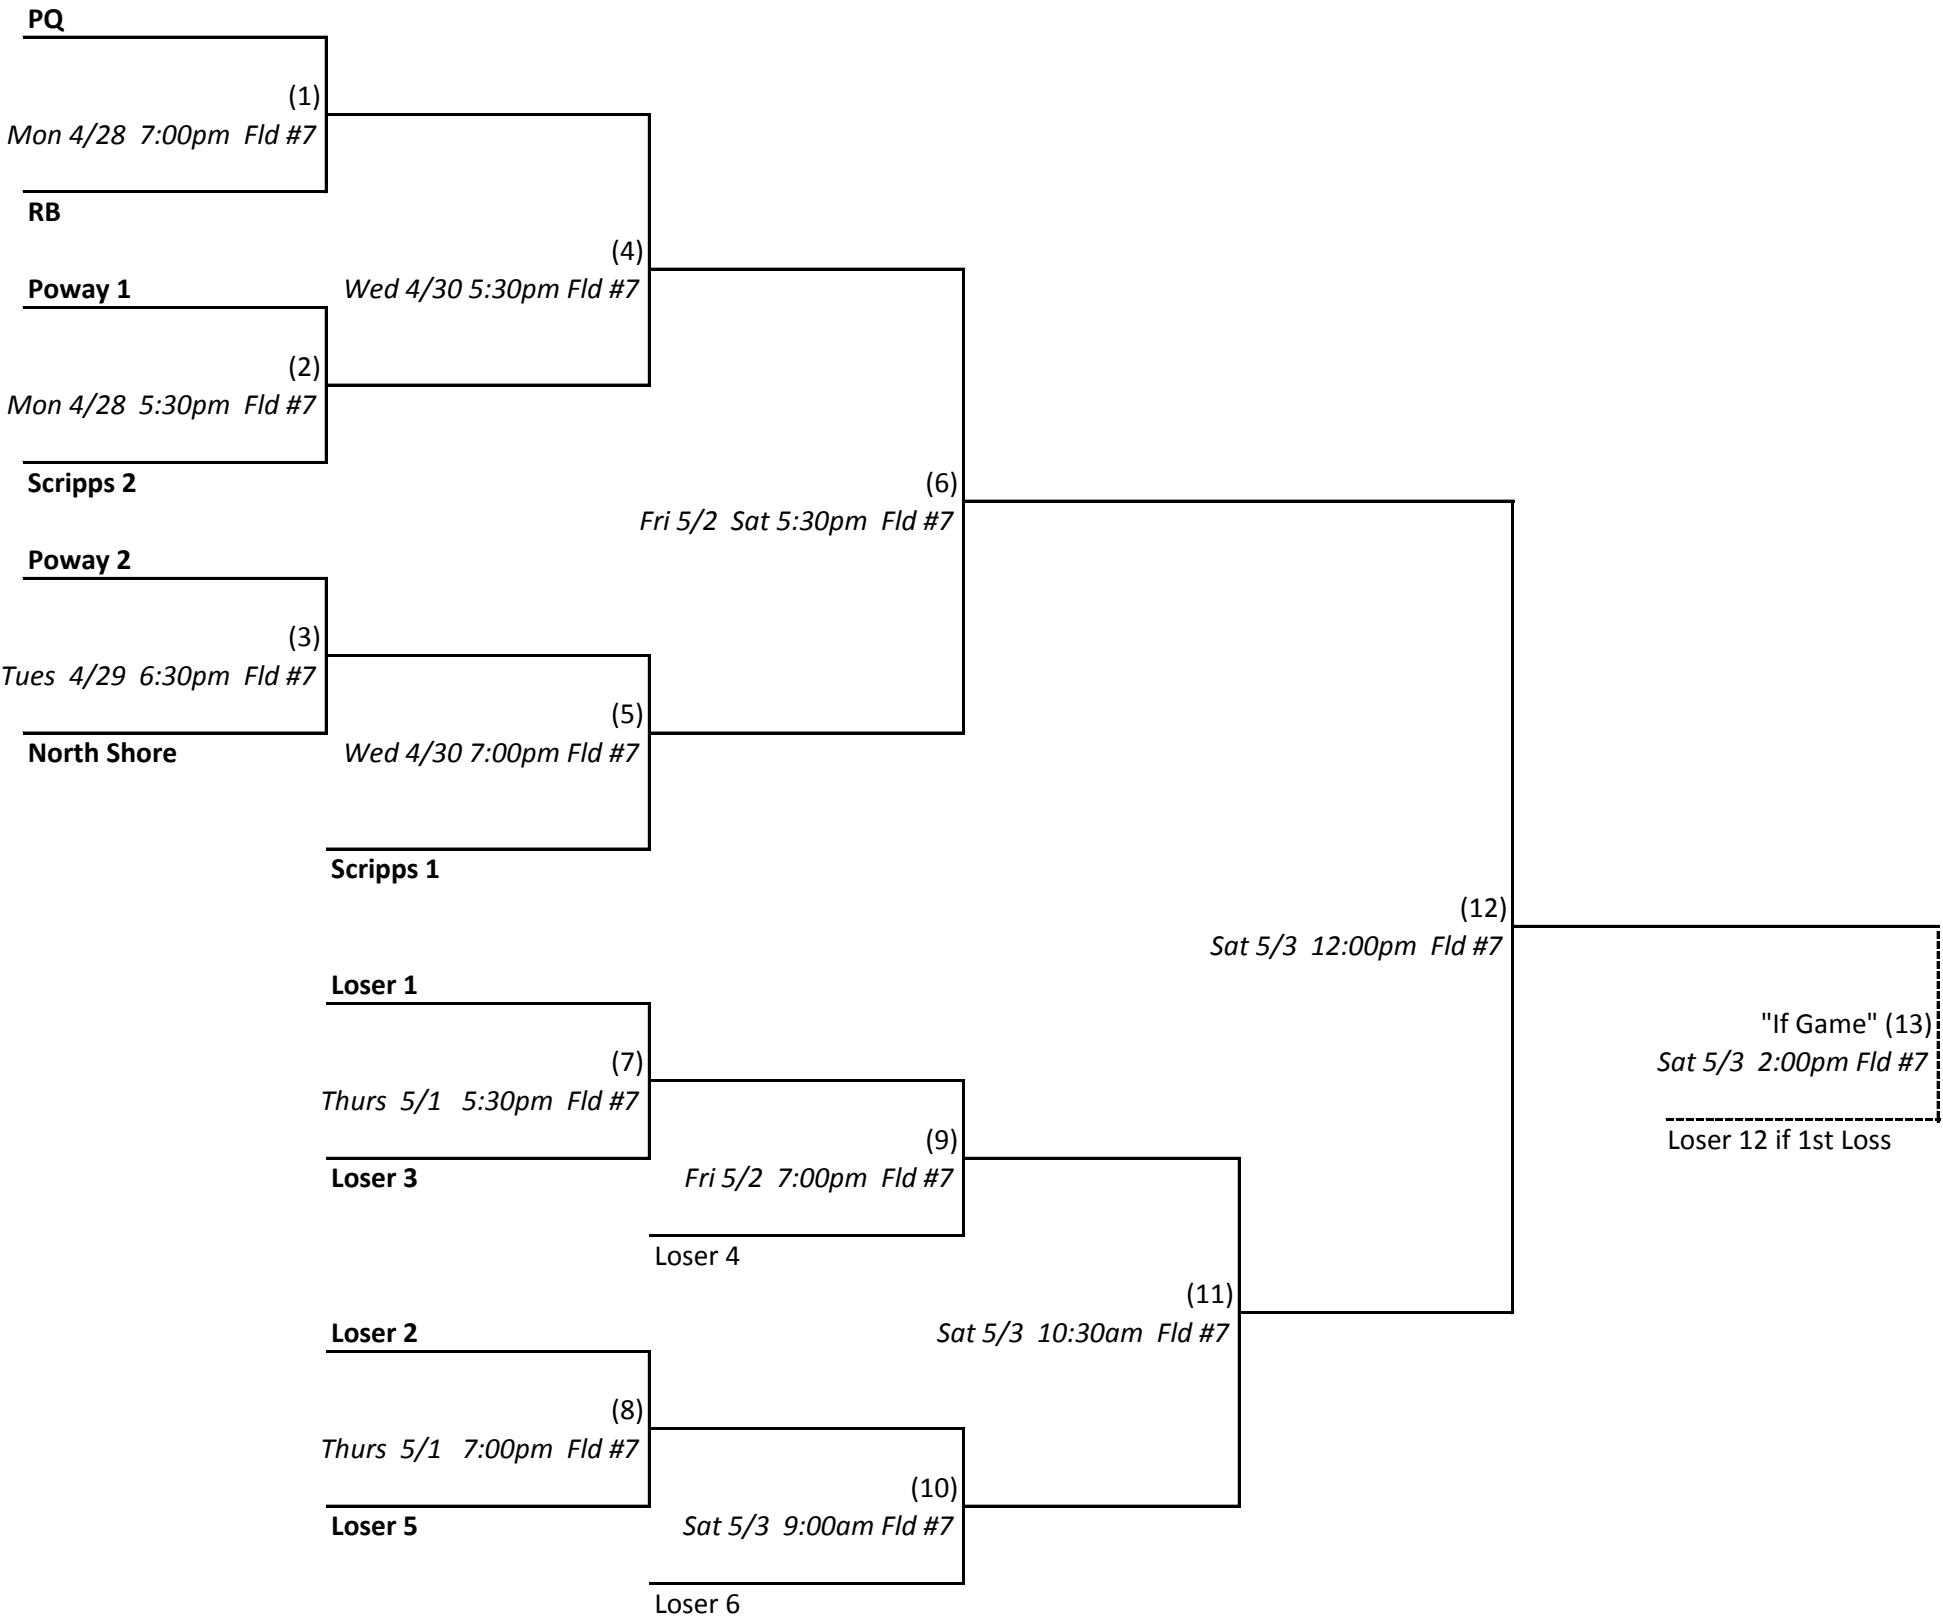 PQ
(1)
Mon 4/28  7:00pm  Fld #7
RB
(4)
Poway 1
Wed 4/30 5:30pm Fld #7
(2)
Mon 4/28  5:30pm  Fld #7
Scripps 2
(6)
Fri 5/2  Sat 5:30pm  Fld #7
Poway 2
(3)
Tues  4/29  6:30pm  Fld #7
(5)
North Shore
Wed 4/30 7:00pm Fld #7
Scripps 1
(12)
Sat 5/3  12:00pm  Fld #7
Loser 1
"If Game" (13)
Sat 5/3  2:00pm Fld #7
(7)
Thurs  5/1   5:30pm  Fld #7
Loser 12 if 1st Loss
(9)
Loser 3
Fri 5/2  7:00pm  Fld #7
Loser 4
(11)
Loser 2
Sat 5/3  10:30am  Fld #7
(8)
Thurs  5/1   7:00pm  Fld #7
(10)
Loser 5
Sat 5/3  9:00am Fld #7
Loser 6